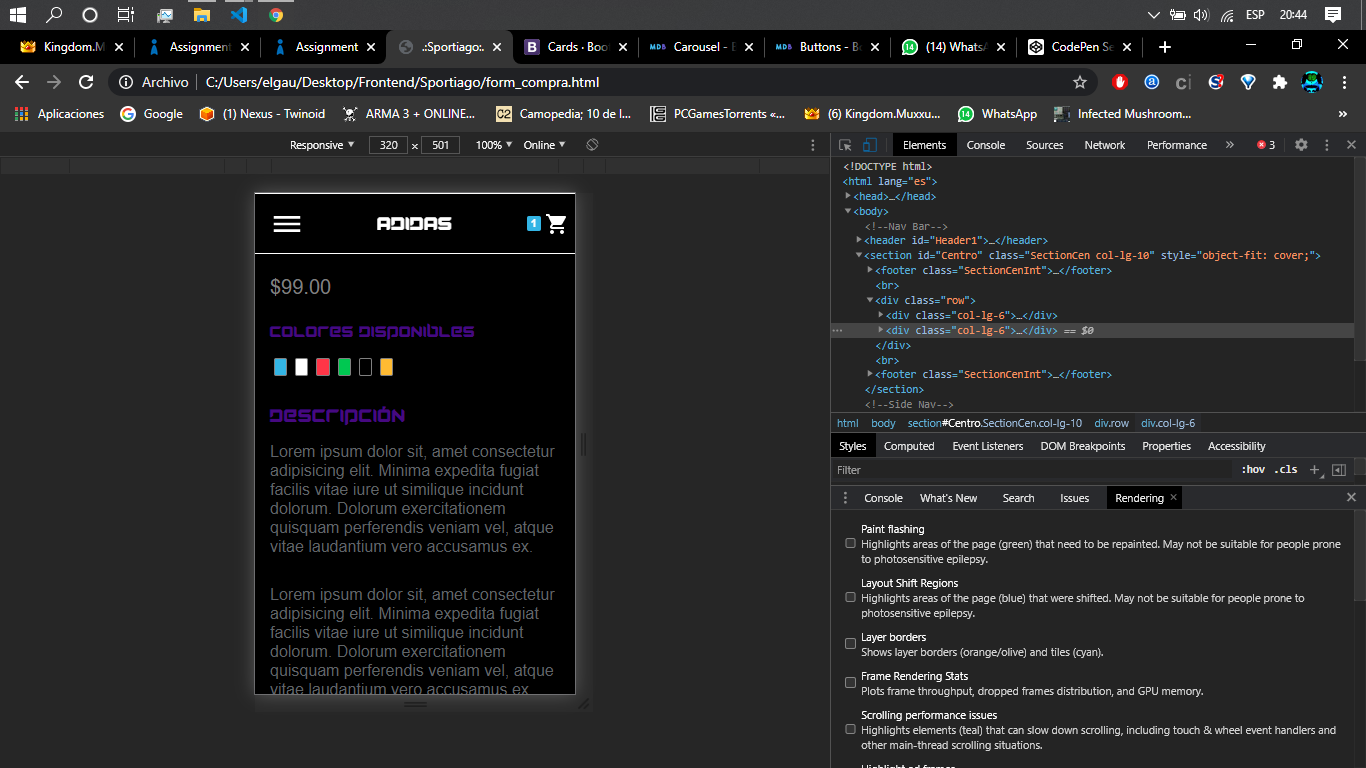 ESP 20:44
Kingdom.M
Assignment
Assignment
.:Sportiago:.
Cards · Boo
Carousel - B
Buttons - Bo
(14) Whats
CodePen Se
Archivo C:/Users/elgau/Desktop/Frontend/Sportiago/form_compra.html
Aplicaciones Google (1) Nexus - Twinoid ARMA 3 + ONLINE... Camopedia; 10 de l... PCGamesTorrents «... (6) Kingdom.Muxxu... WhatsApp Infected Mushroom... »
Responsive 320 x 501 100% Online
ADIDAS 1
$99.00
Colores Disponibles
Descripción
Lorem ipsum dolor sit, amet consectetur
adipisicing elit. Minima expedita fugiat
facilis vitae iure ut similique incidunt
dolorum. Dolorum exercitationem
quisquam perferendis veniam vel, atque
vitae laudantium vero accusamus ex.
Lorem ipsum dolor sit, amet consectetur
adipisicing elit. Minima expedita fugiat
facilis vitae iure ut similique incidunt
dolorum. Dolorum exercitationem
quisquam perferendis veniam vel, atque
vitae laudantium vero accusamus ex.
Elements Console Sources Network Performance » 3
<!DOCTYPE html>
<html lang="es">
<head>…</head>
<body>
<!--Nav Bar-->
<header id="Header1">…</header>
<section id="Centro" class="SectionCen col-lg-10" style="object-fit: cover;">
<footer class="SectionCenInt">…</footer>
<br>
<div class="row">
<div class="col-lg-6">…</div>
<div class="col-lg-6">…</div> == $0
</div>
<br>
<footer class="SectionCenInt">…</footer>
</section>
<!--Side Nav-->
html body section#Centro.SectionCen.col-lg-10 div.row div.col-lg-6
Styles Computed Event Listeners DOM Breakpoints Properties Accessibility
Filter :hov .cls +
Console What's New Search Issues Rendering ×
Paint flashing
Highlights areas of the page (green) that need to be repainted. May not be suitable for people prone
to photosensitive epilepsy.
Layout Shift Regions
Highlights areas of the page (blue) that were shifted. May not be suitable for people prone to
photosensitive epilepsy.
Layer borders
Shows layer borders (orange/olive) and tiles (cyan).
Frame Rendering Stats
Plots frame throughput, dropped frames distribution, and GPU memory.
Scrolling performance issues
Highlights elements (teal) that can slow down scrolling, including touch & wheel event handlers and
other main-thread scrolling situations.